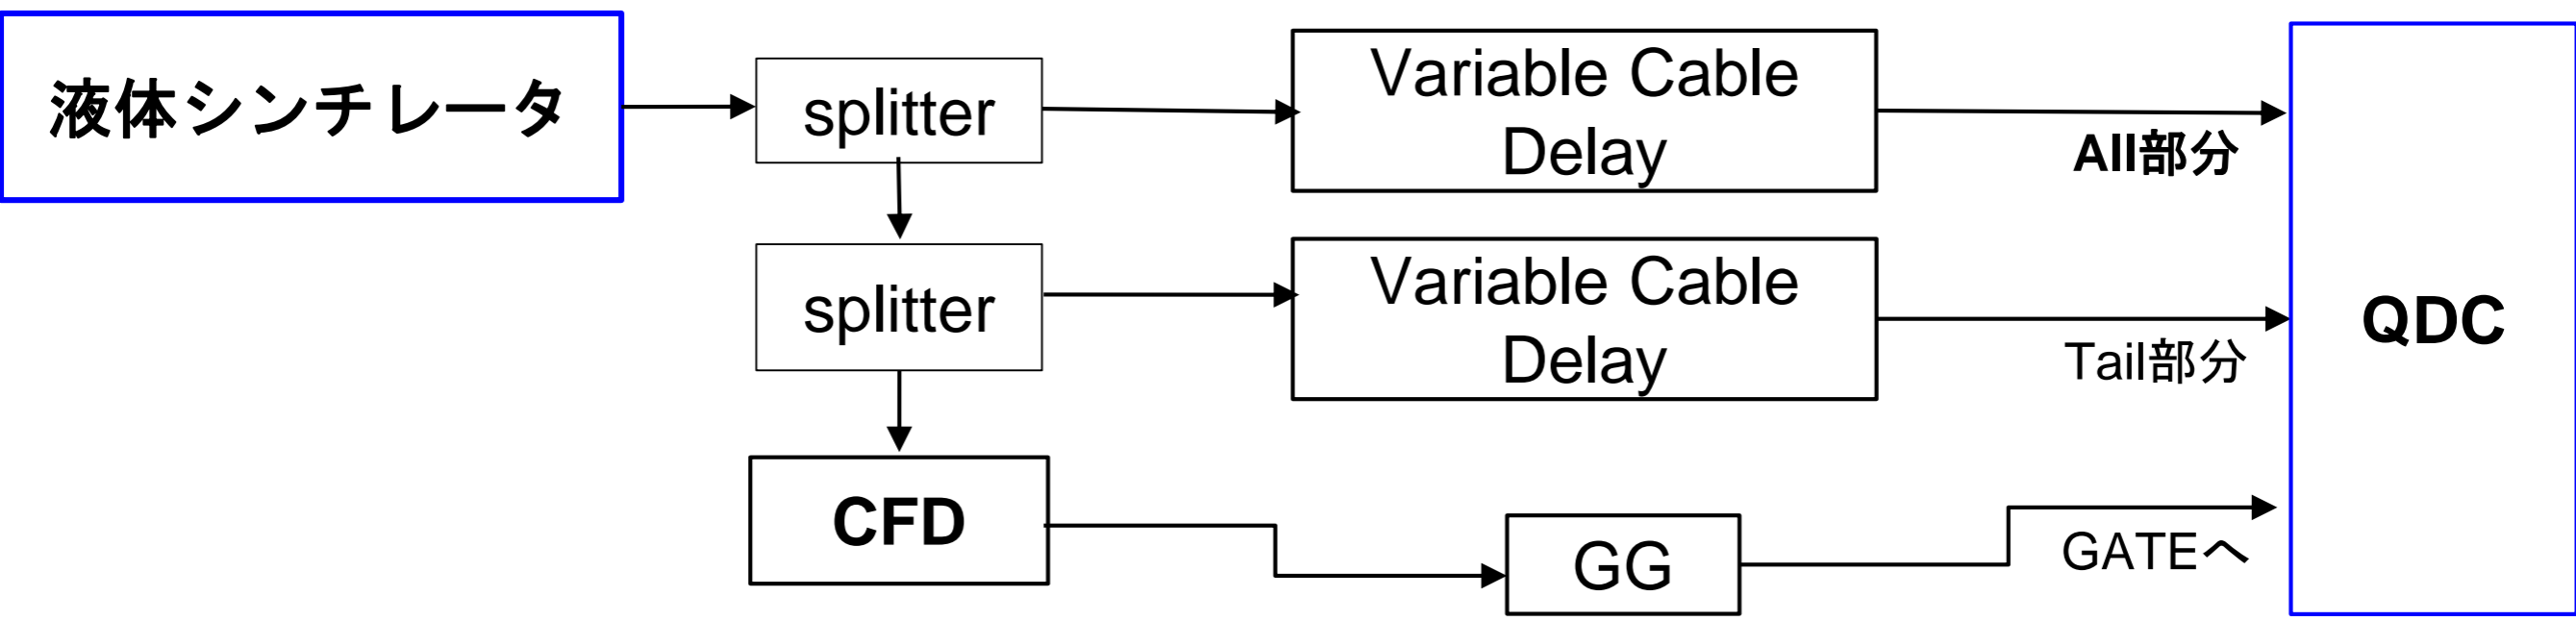 液体シンチレータ
splitter
Variable Cable
Delay
All部分
splitter
Variable Cable
Delay
Tail部分
QDC
CFD
GG
GATEへ